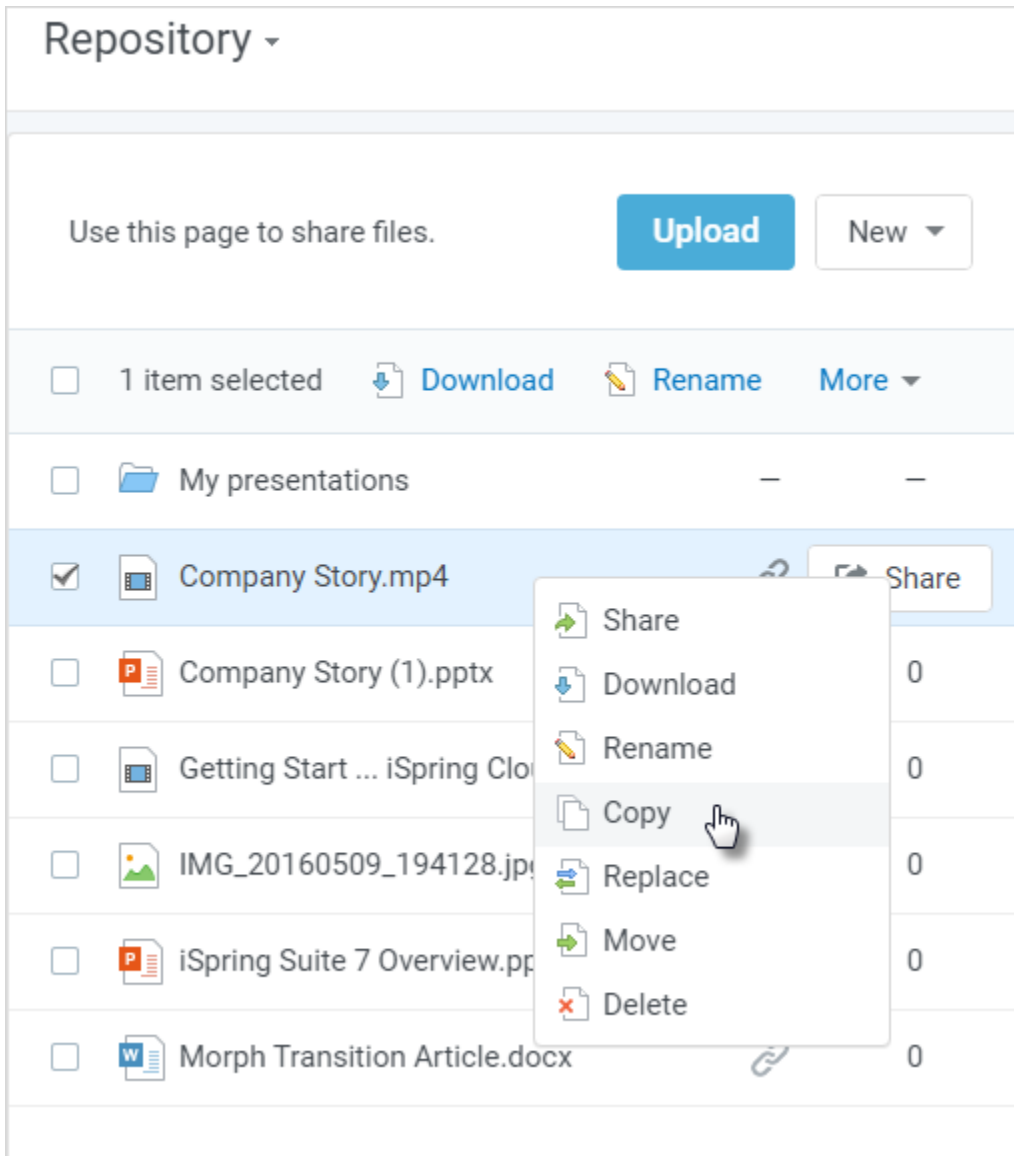 Repository
Use this page to share files.
Upload
New
1 item selected
Download
Rename
More
My presentations
–
–
Company Story.mp4
Share
Share
Download
Rename
Copy
Replace
Move
Delete
Company Story (1).pptx
0
Getting Start ... iSpring
0
IMG_20160509_194128.jp
0
iSpring Suite 7 Overview.pp
0
Morph Transition Article.docx
0